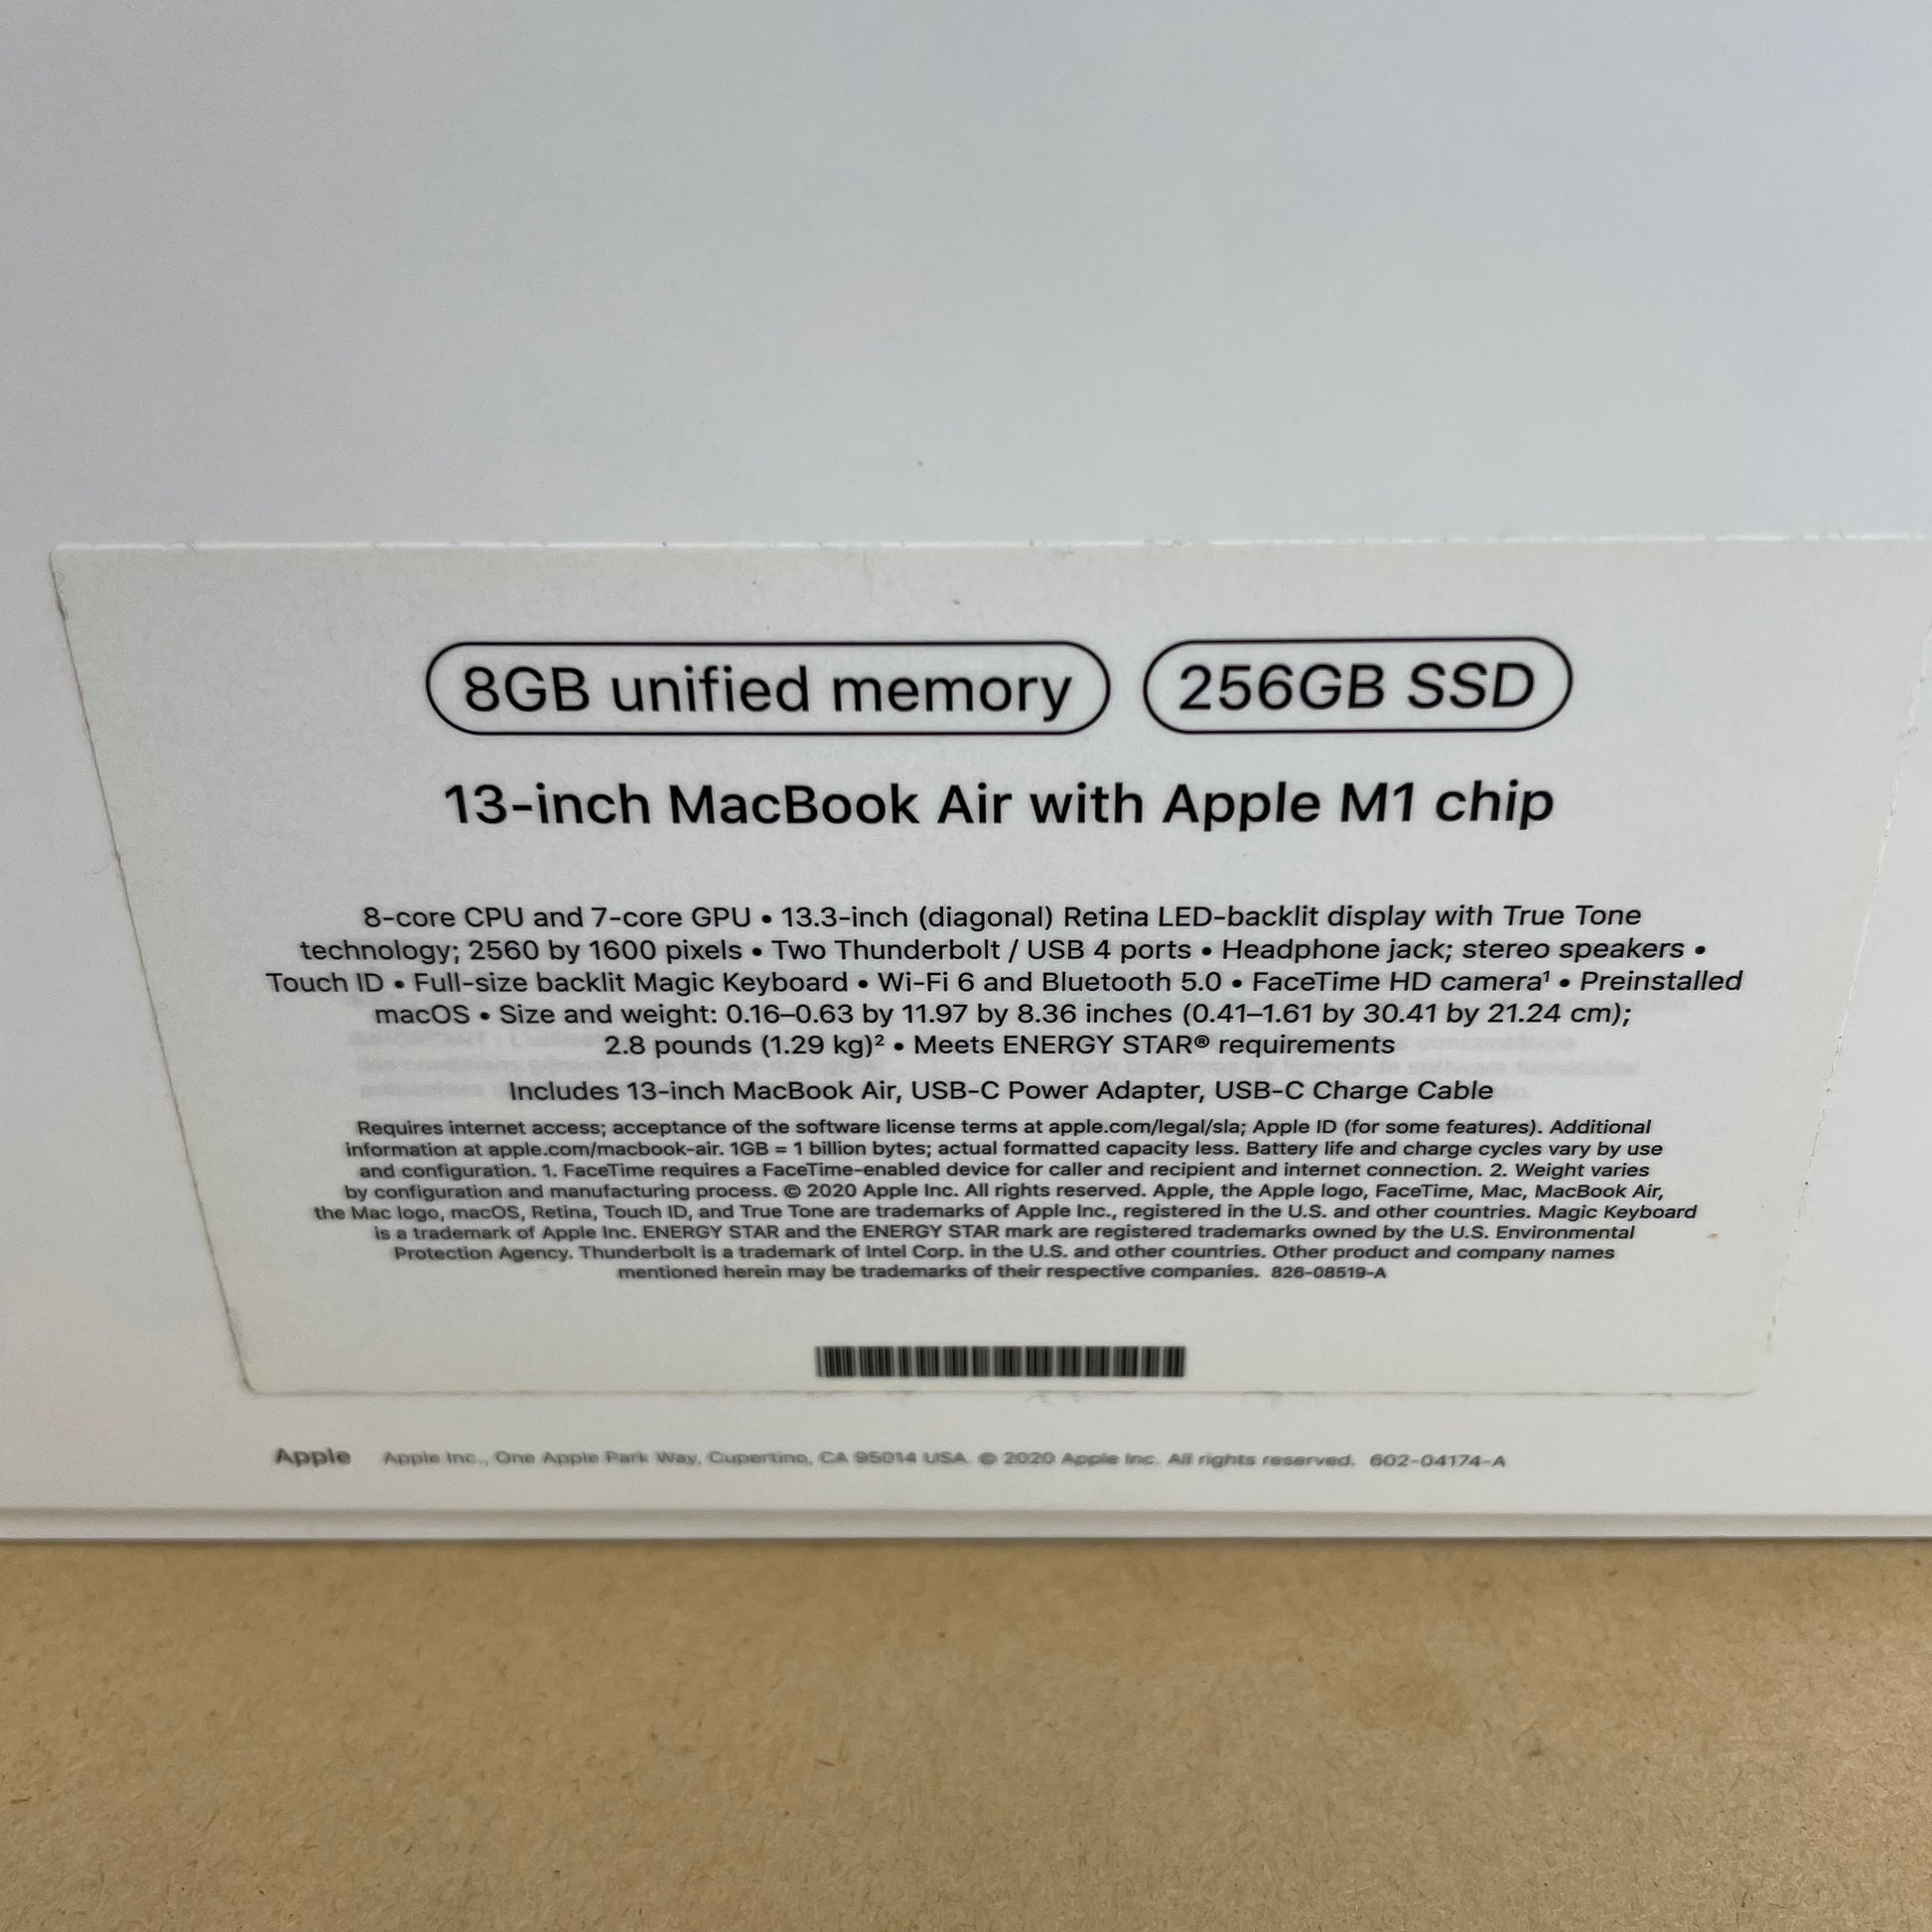 8GB unified memory 256GB SSD
13-inch MacBook Air with Apple M1 chip
8-core CPU and 7-core GPU • 13.3-inch (diagonal) Retina LED-backlit display with True Tone
technology; 2560 by 1600 pixels • Two Thunderbolt / USB 4 ports • Headphone jack; stereo speakers •
Touch ID • Full-size backlit Magic Keyboard • Wi-Fi 6 and Bluetooth 5.0 • FaceTime HD camera¹ • Preinstalled
macOS • Size and weight: 0.16–0.63 by 11.97 by 8.36 inches (0.41–1.61 by 30.41 by 21.24 cm);
2.8 pounds (1.29 kg)² • Meets ENERGY STAR® requirements
Includes 13-inch MacBook Air, USB-C Power Adapter, USB-C Charge Cable
Requires internet access; acceptance of the software license terms at apple.com/legal/sla; Apple ID (for some features). Additional
information at apple.com/macbook-air. 1GB = 1 billion bytes; actual formatted capacity less. Battery life and charge cycles vary by use
and configuration. 1. FaceTime requires a FaceTime-enabled device for caller and recipient and internet connection. 2. Weight varies
by configuration and manufacturing process. © 2020 Apple Inc. All rights reserved. Apple, the Apple logo, FaceTime, Mac, MacBook Air,
the Mac logo, macOS, Retina, Touch ID, and True Tone are trademarks of Apple Inc., registered in the U.S. and other countries. Magic Keyboard
is a trademark of Apple Inc. ENERGY STAR and the ENERGY STAR mark are registered trademarks owned by the U.S. Environmental
Protection Agency. Thunderbolt is a trademark of Intel Corp. in the U.S. and other countries. Other product and company names
mentioned herein may be trademarks of their respective companies. 826-08519-A
Apple Apple Inc., One Apple Park Way, Cupertino, CA 95014 USA. © 2020 Apple Inc. All rights reserved. 602-04174-A